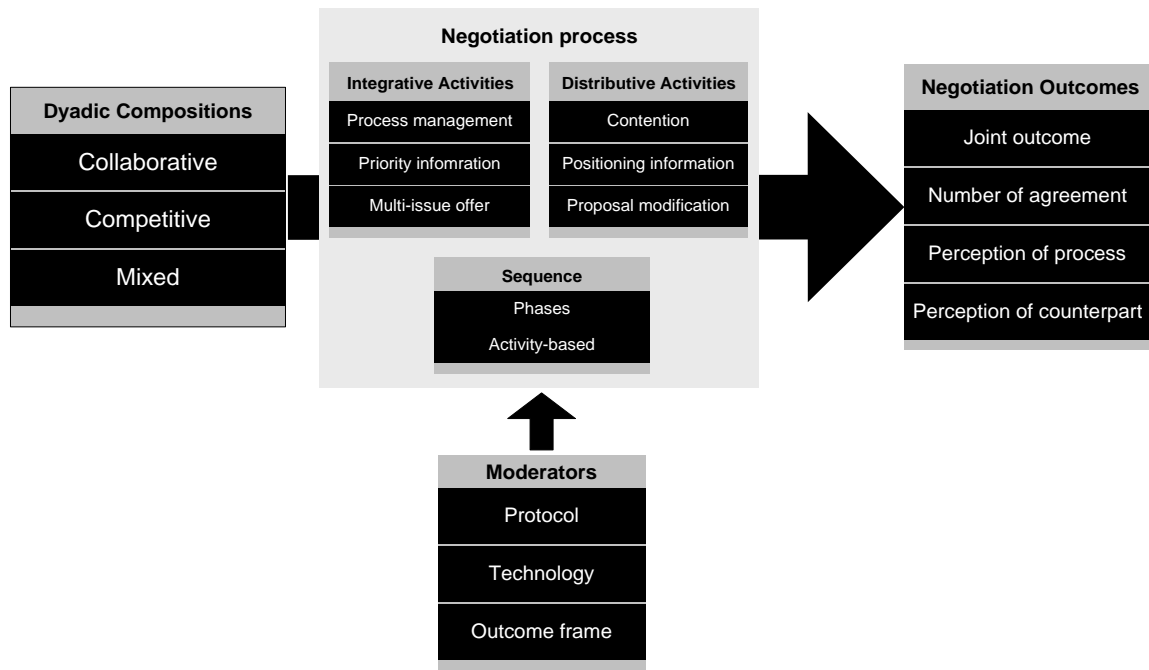 Negotiation process
Dyadic Compositions
Collaborative
Competitive
Mixed
Integrative Activities
Process management
Priority infomration
Multi-issue offer
Distributive Activities
Contention
Positioning information
Proposal modification
Sequence
Phases
Activity-based
Negotiation Outcomes
Joint outcome
Number of agreement
Perception of process
Perception of counterpart
Moderators
Protocol
Technology
Outcome frame